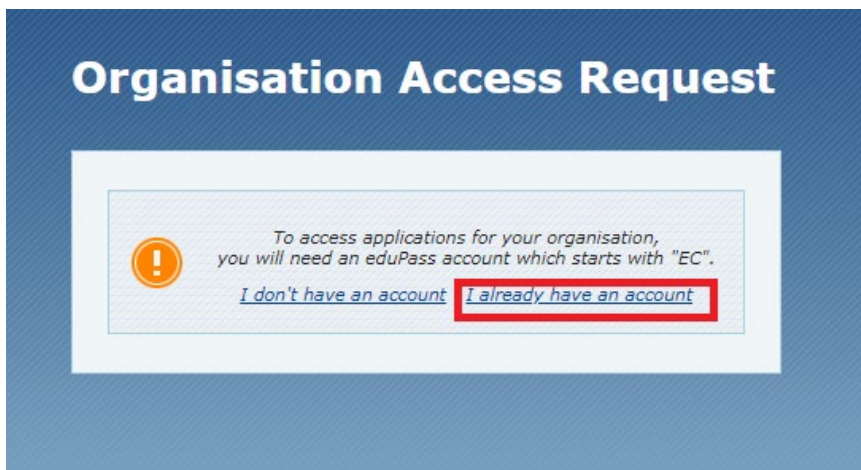 Organisation Access Request
To access applications for your organisation,
you will need an eduPass account which starts with "EC".
I don't have an account I already have an account